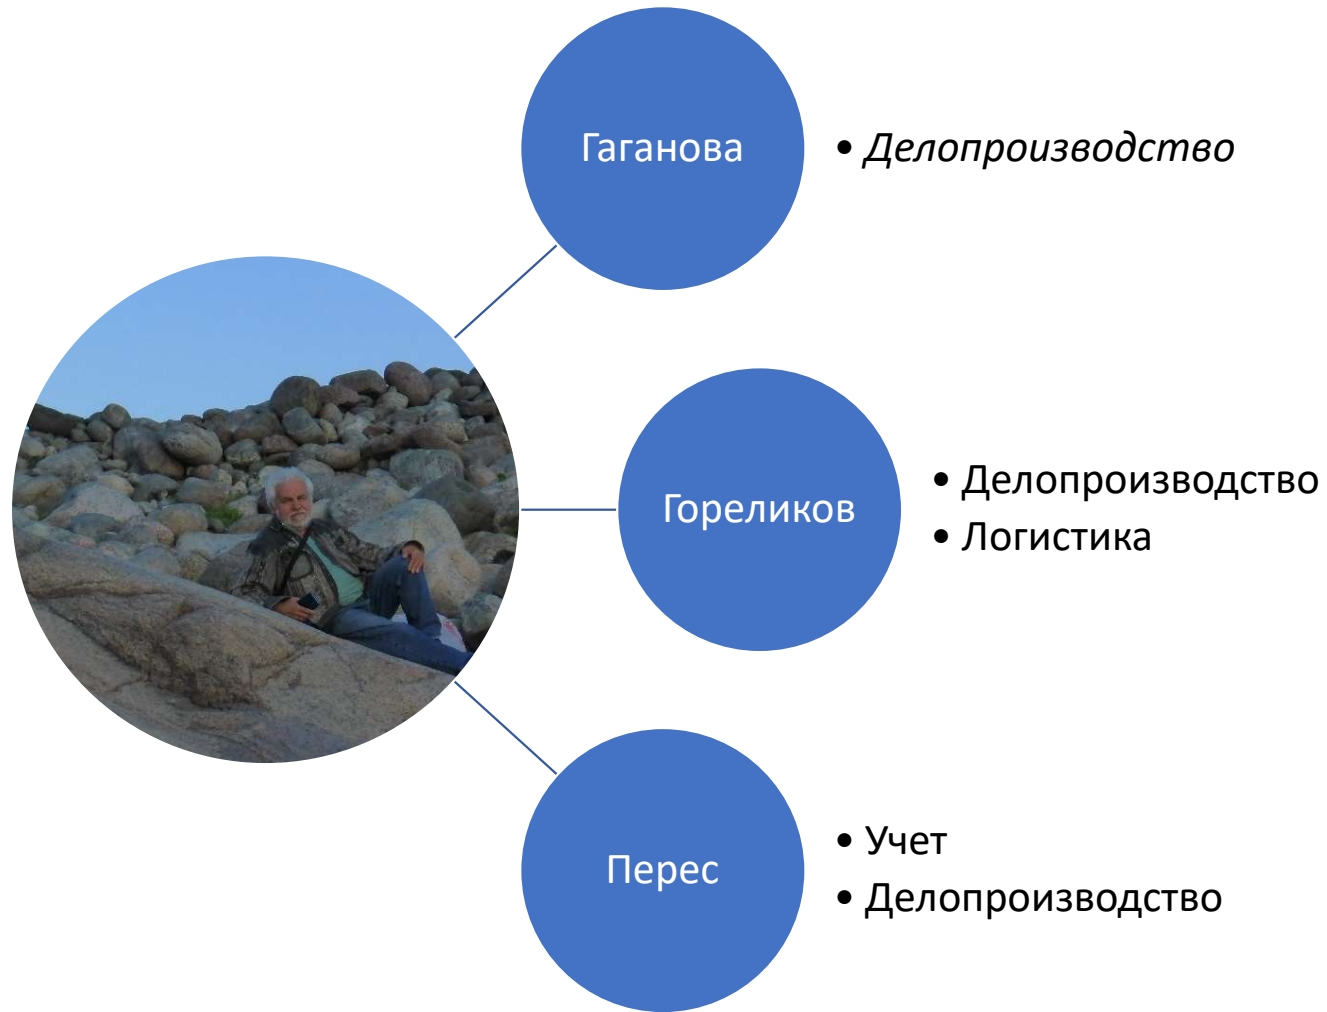 Гаганова
• Делопроизводство
Гореликов
• Делопроизводство
• Логистика
Перес
• Учет
• Делопроизводство